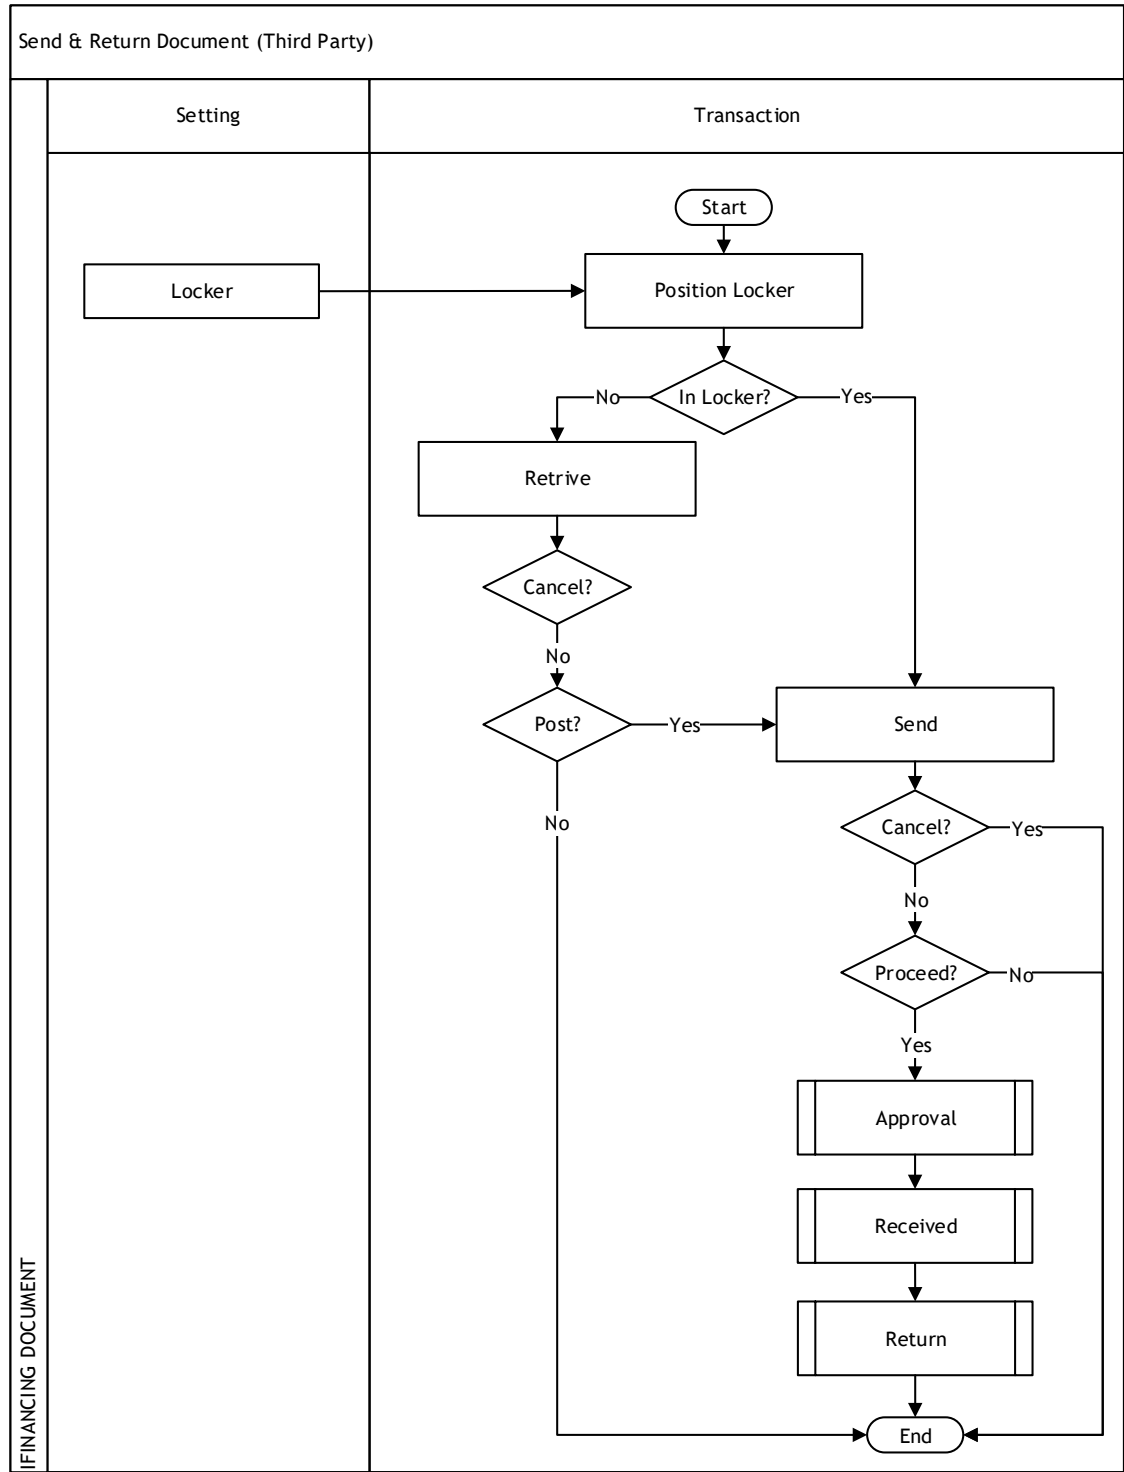 Send & Return Document (Third Party)
Setting
Transaction
Start
Locker
Position Locker
In Locker?
No
Yes
Retrive
Cancel?
No
Post?
Yes
Send
No
Cancel?
Yes
No
Proceed?
No
Yes
Approval
Received
Return
End
IFINANCING DOCUMENT